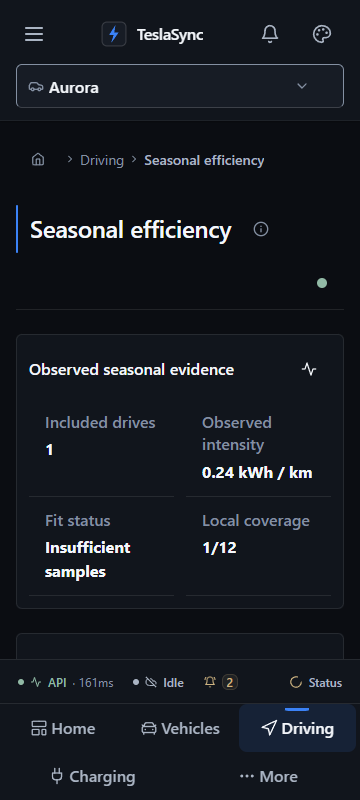 TeslaSync
Aurora
Driving
Seasonal efficiency
Seasonal efficiency
Observed seasonal evidence
Included drives
1
Observed
intensity
0.24 kWh / km
Fit status
Insufficient
samples
Local coverage
1/12
API · 161ms
Idle
2
Status
Home
Vehicles
Driving
Charging
More